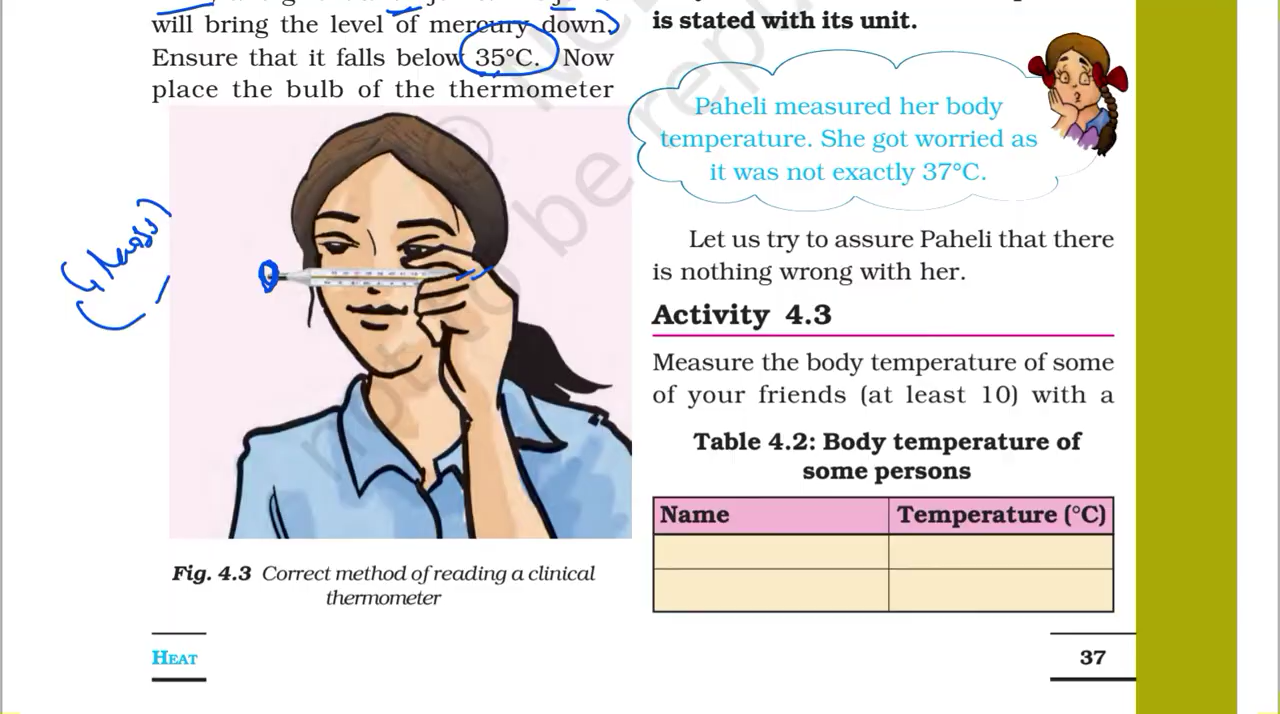 will bring the level of mercury down.
Ensure that it falls below 35°C. Now
place the bulb of the thermometer
Fig. 4.3 Correct method of reading a clinical
thermometer
is stated with its unit.
Paheli measured her body
temperature. She got worried as
it was not exactly 37°C.
Let us try to assure Paheli that there
is nothing wrong with her.
Activity 4.3
Measure the body temperature of some
of your friends (at least 10) with a
Table 4.2: Body temperature of
some persons
Name Temperature (°C)
HEAT
37